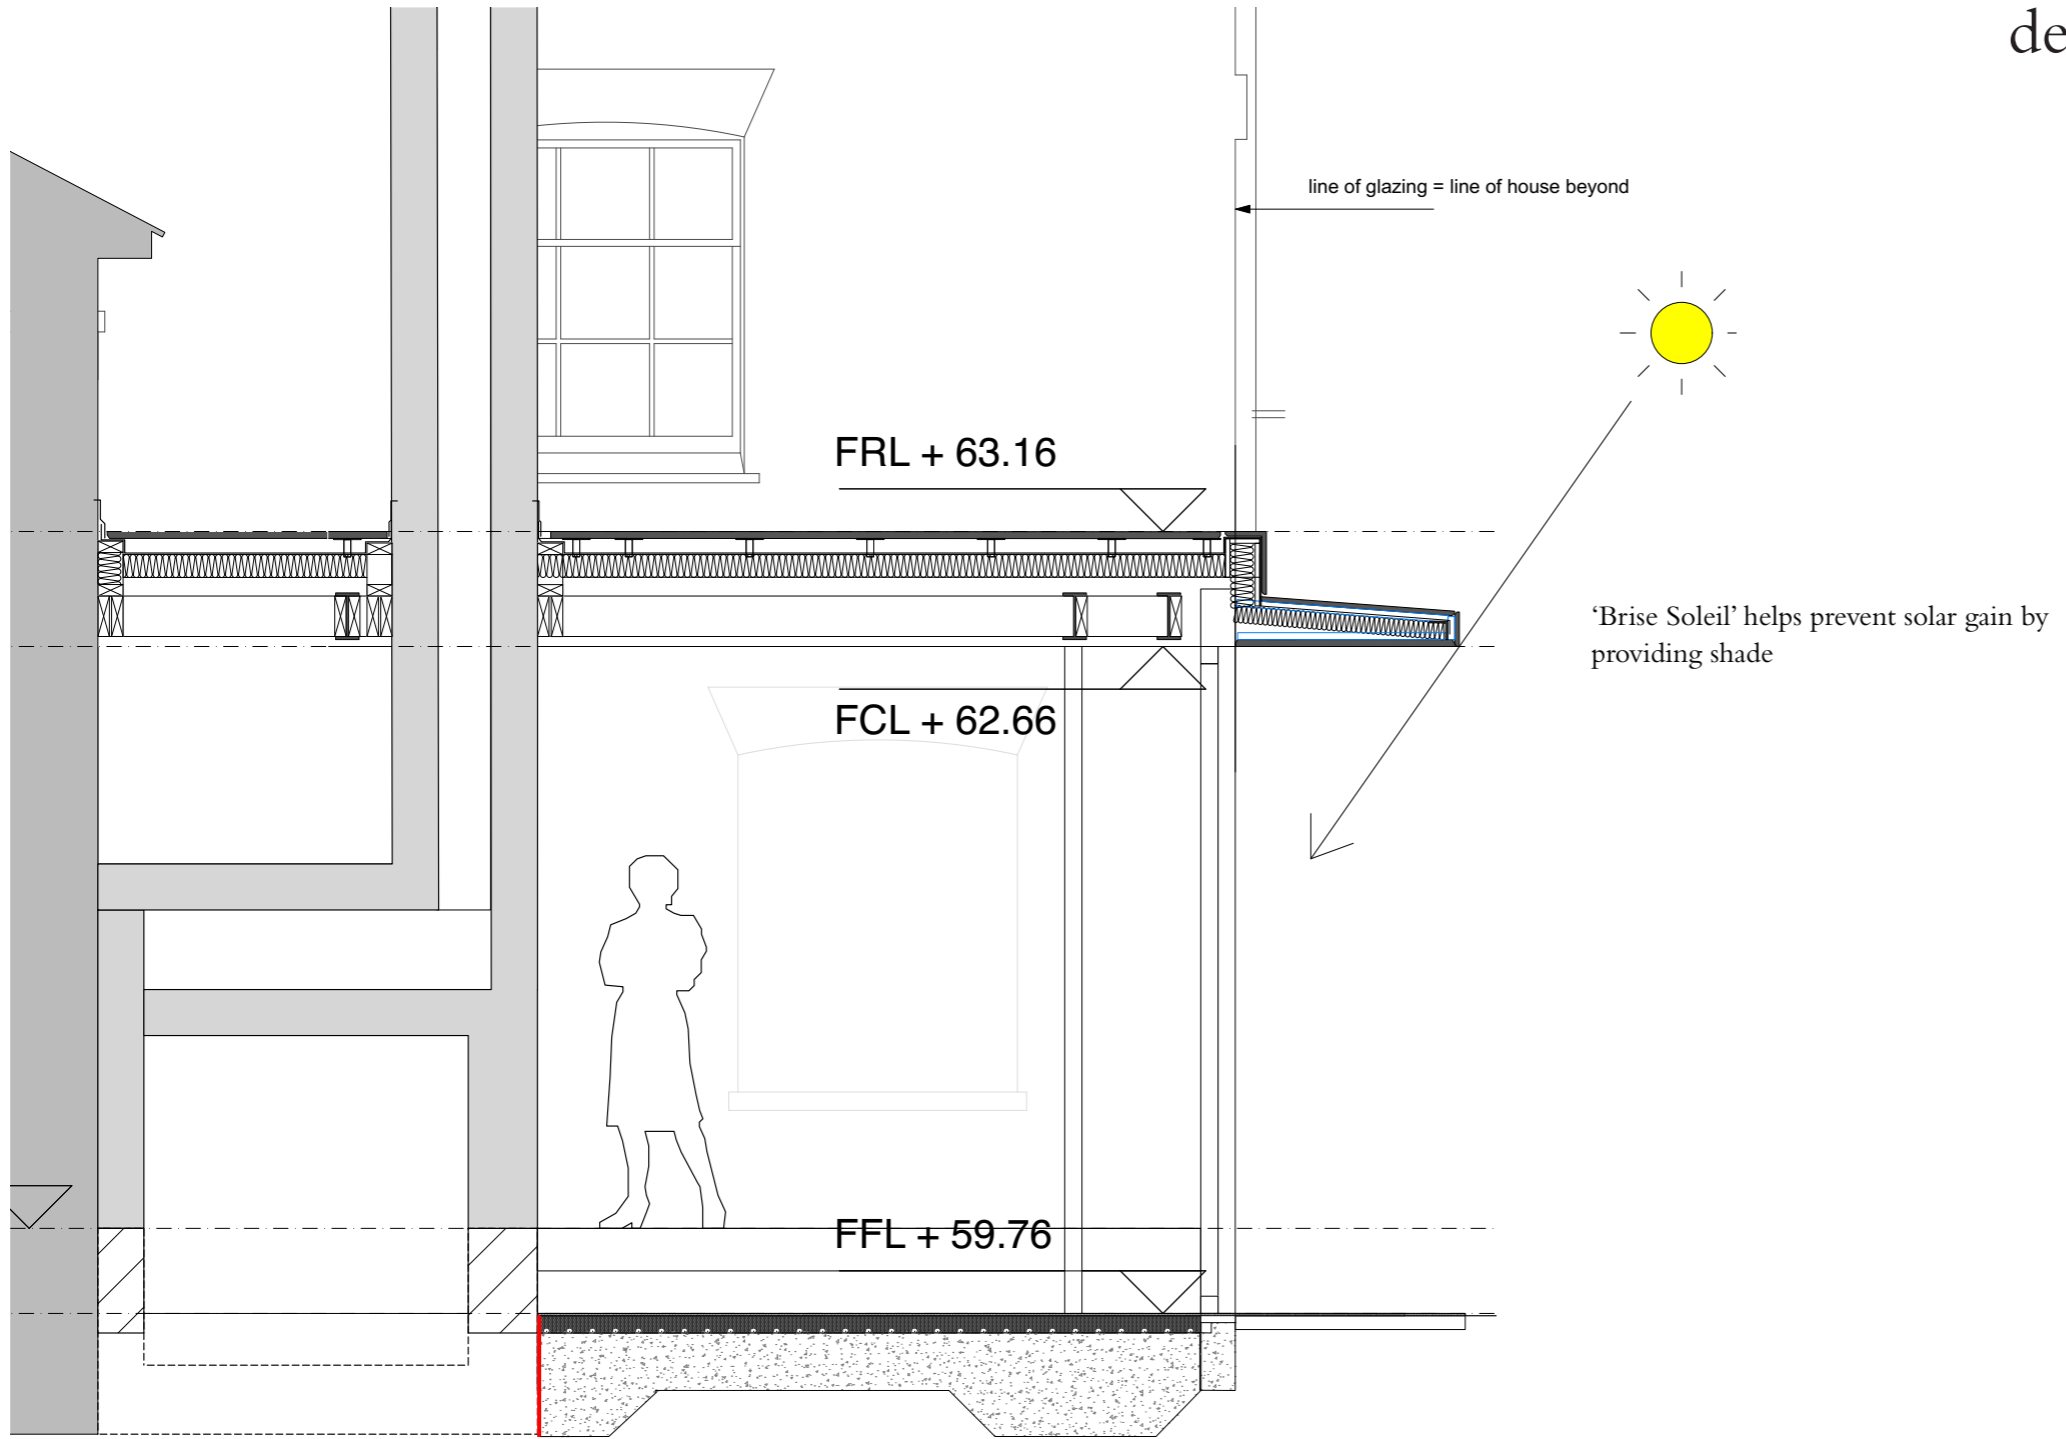 de
line of glazing = line of house beyond
FRL + 63.16
‘Brise Soleil’ helps prevent solar gain by
providing shade
FCL + 62.66
FFL + 59.76